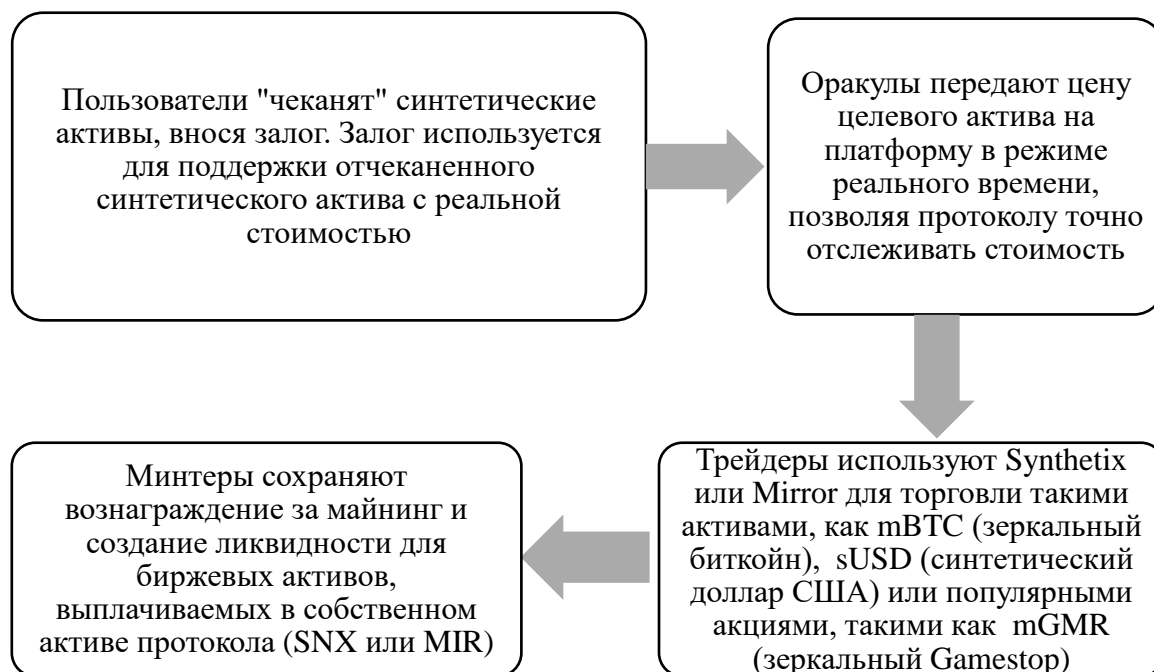 Пользователи "чеканят" синтетические
активы, внося залог. Залог используется
для поддержки отчеканенного
синтетического актива с реальной
стоимостью
Оракулы передают цену
целевого актива на
платформу в режиме
реального времени,
позволяя протоколу точно
отслеживать стоимость
Трейдеры используют Synthetix
или Mirror для торговли такими
активами, как mBTC (зеркальный
биткойн), sUSD (синтетический
доллар США) или популярными
акциями, такими как mGMR
(зеркальный Gamestop)
Минтеры сохраняют
вознаграждение за майнинг и
создание ликвидности для
биржевых активов,
выплачиваемых в собственном
активе протокола (SNX или MIR)